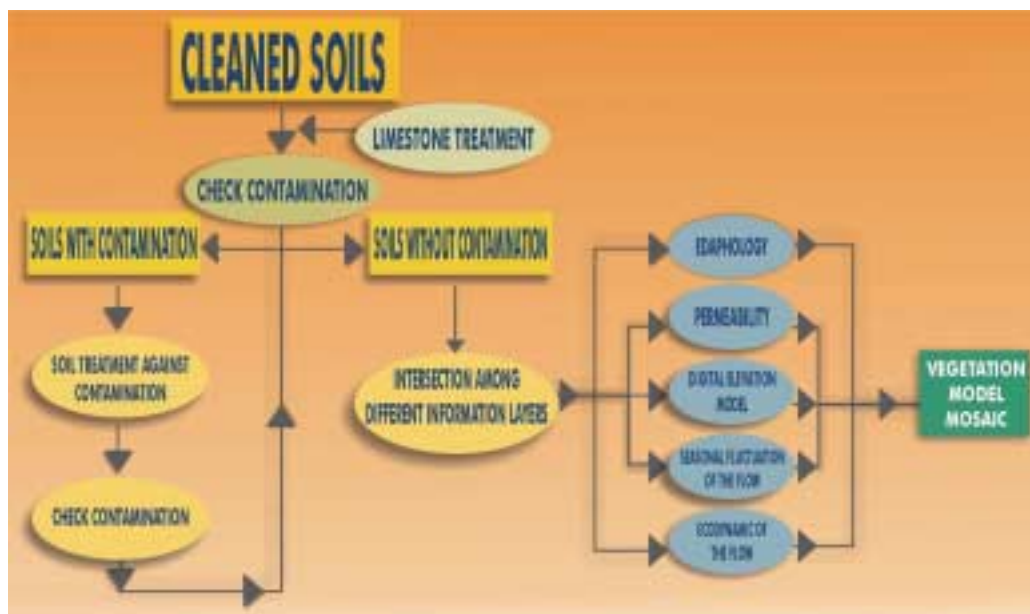 CLEANED SOILS
LIMESTONE TREATMENT
CHECK CONTAMINATION
SOILS WITH CONTAMINATION
SOILS WITHOUT CONTAMINATION
SOIL TREATMENT AGAINST
CONTAMINATION
CHECK CONTAMINATION
INTERSECTION AMONG
DIFFERENT INFORMATION LAYERS
EDAPHOLOGY
PERMEABILITY
DIGITAL ELEVATION
MODEL
SEASONAL FLUCTUATION
OF THE FLOW
ECODYNAMIC OF
THE FLOW
VEGETATION
MODEL
MOSAIC